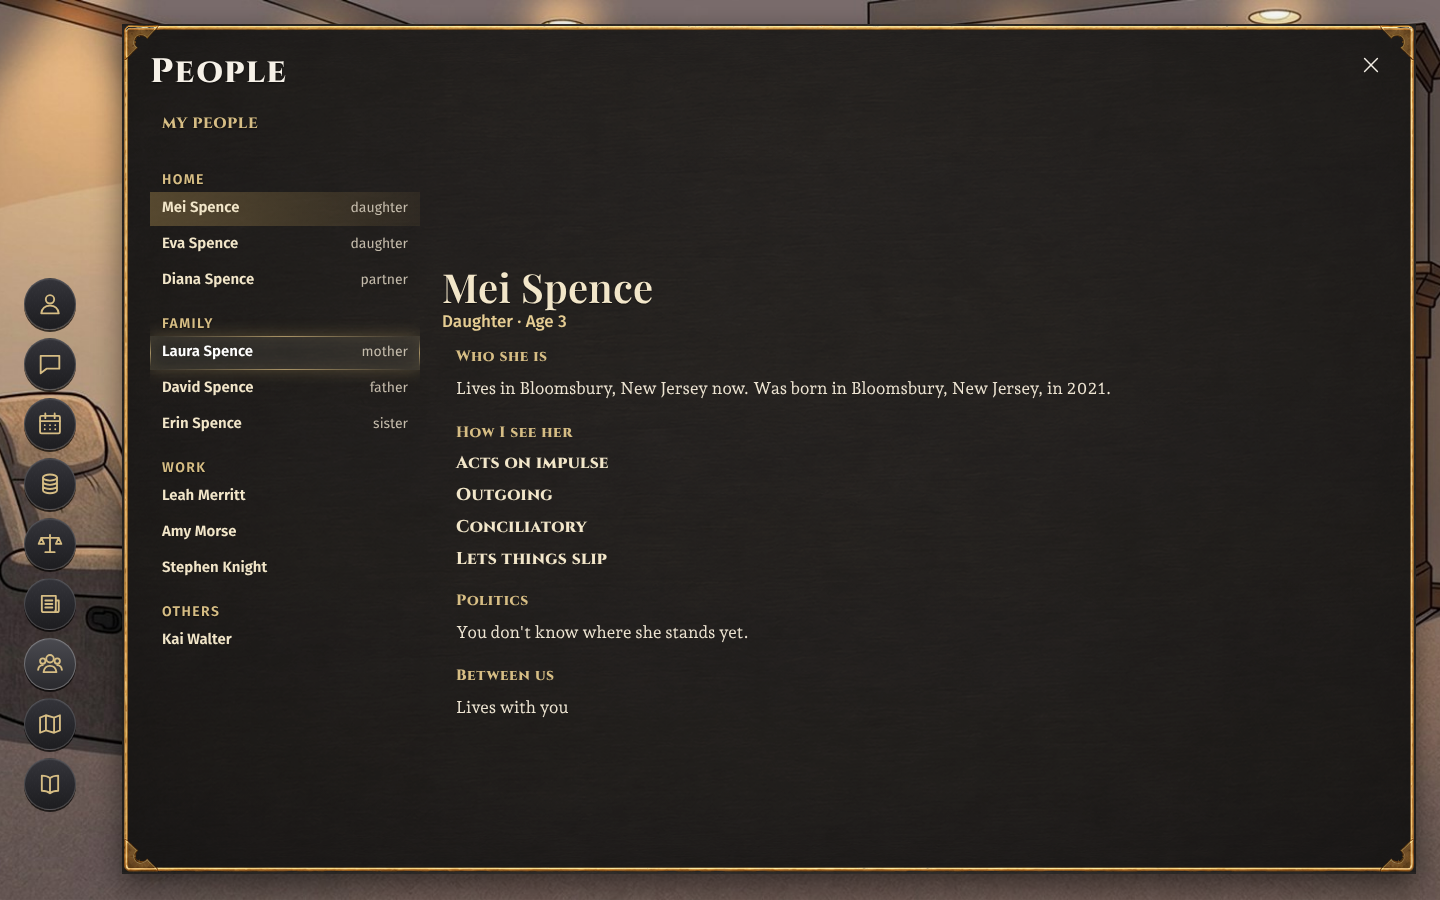 People
My People
HOME
Mei Spence daughter
Eva Spence daughter
Diana Spence partner
FAMILY
Laura Spence mother
David Spence father
Erin Spence sister
WORK
Leah Merritt
Amy Morse
Stephen Knight
OTHERS
Kai Walter
Mei Spence
Daughter · Age 3
Who she is
Lives in Bloomsbury, New Jersey now. Was born in Bloomsbury, New Jersey, in 2021.
How I see her
Acts on impulse
Outgoing
Conciliatory
Lets things slip
Politics
You don't know where she stands yet.
Between us
Lives with you